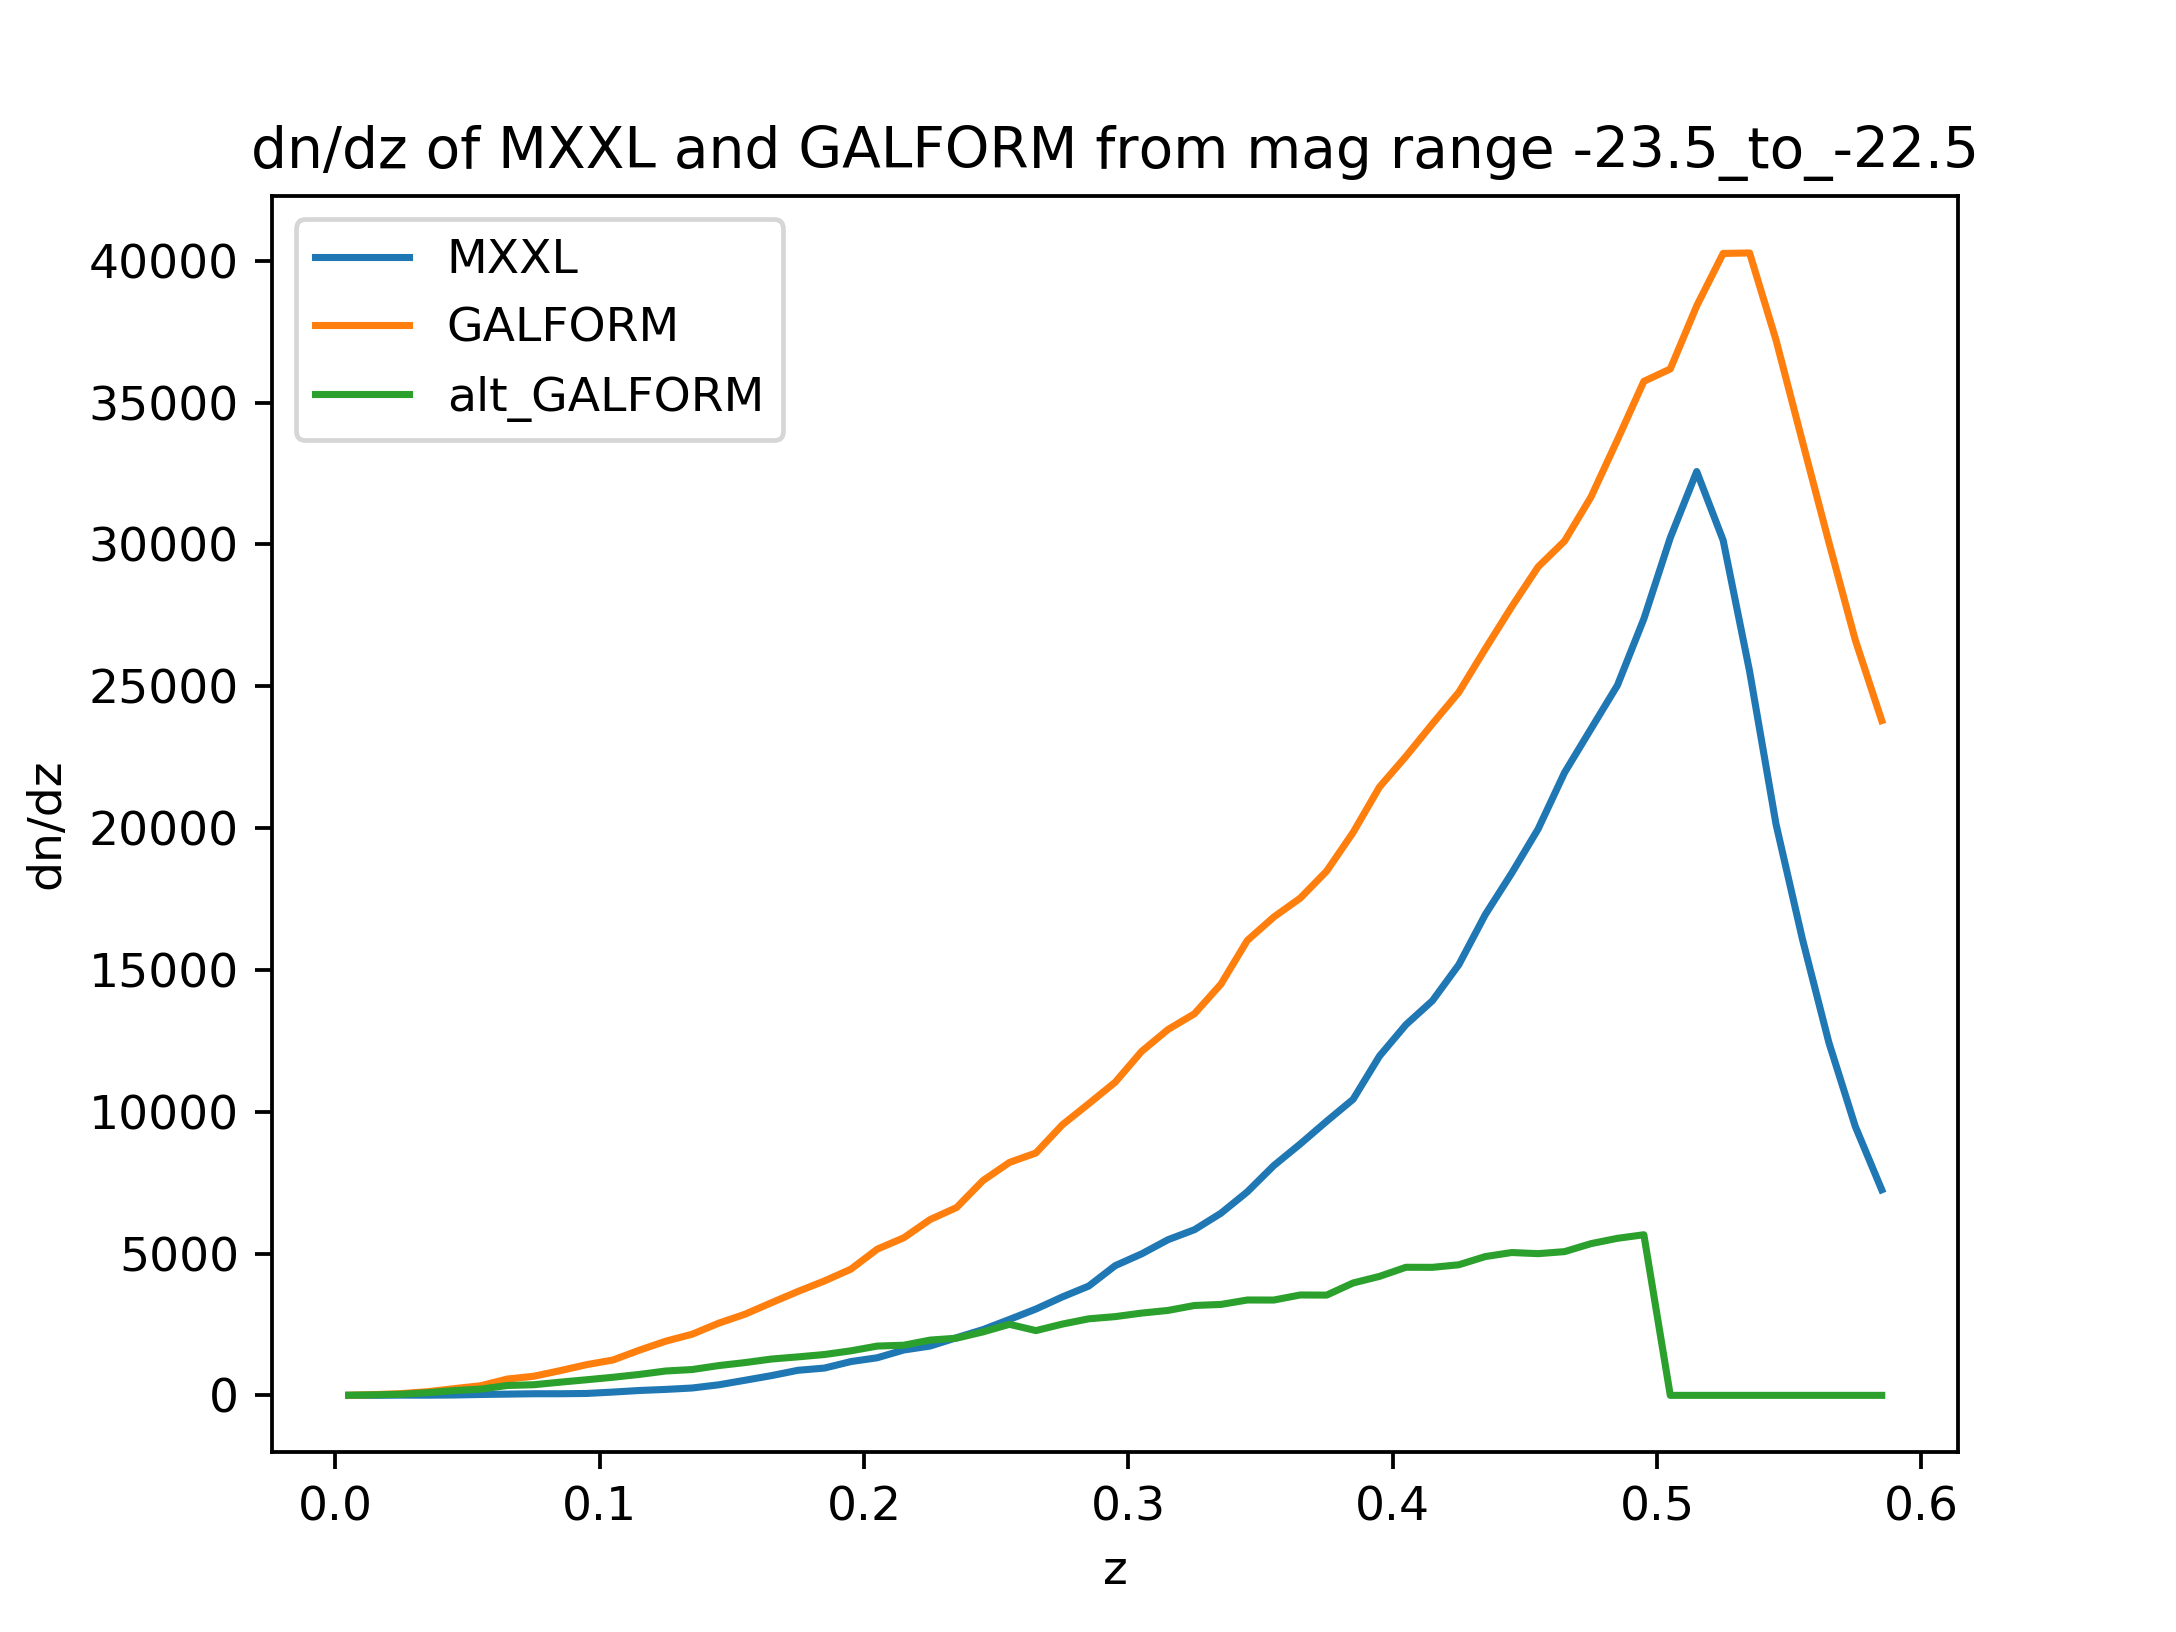 dn/dz of MXXL and GALFORM from mag range -23.5_to_-22.5
MXXL
GALFORM
alt_GALFORM
40000
35000
30000
25000
20000
15000
10000
5000
0
dn/dz
0.0 0.1 0.2 0.3 0.4 0.5 0.6
z